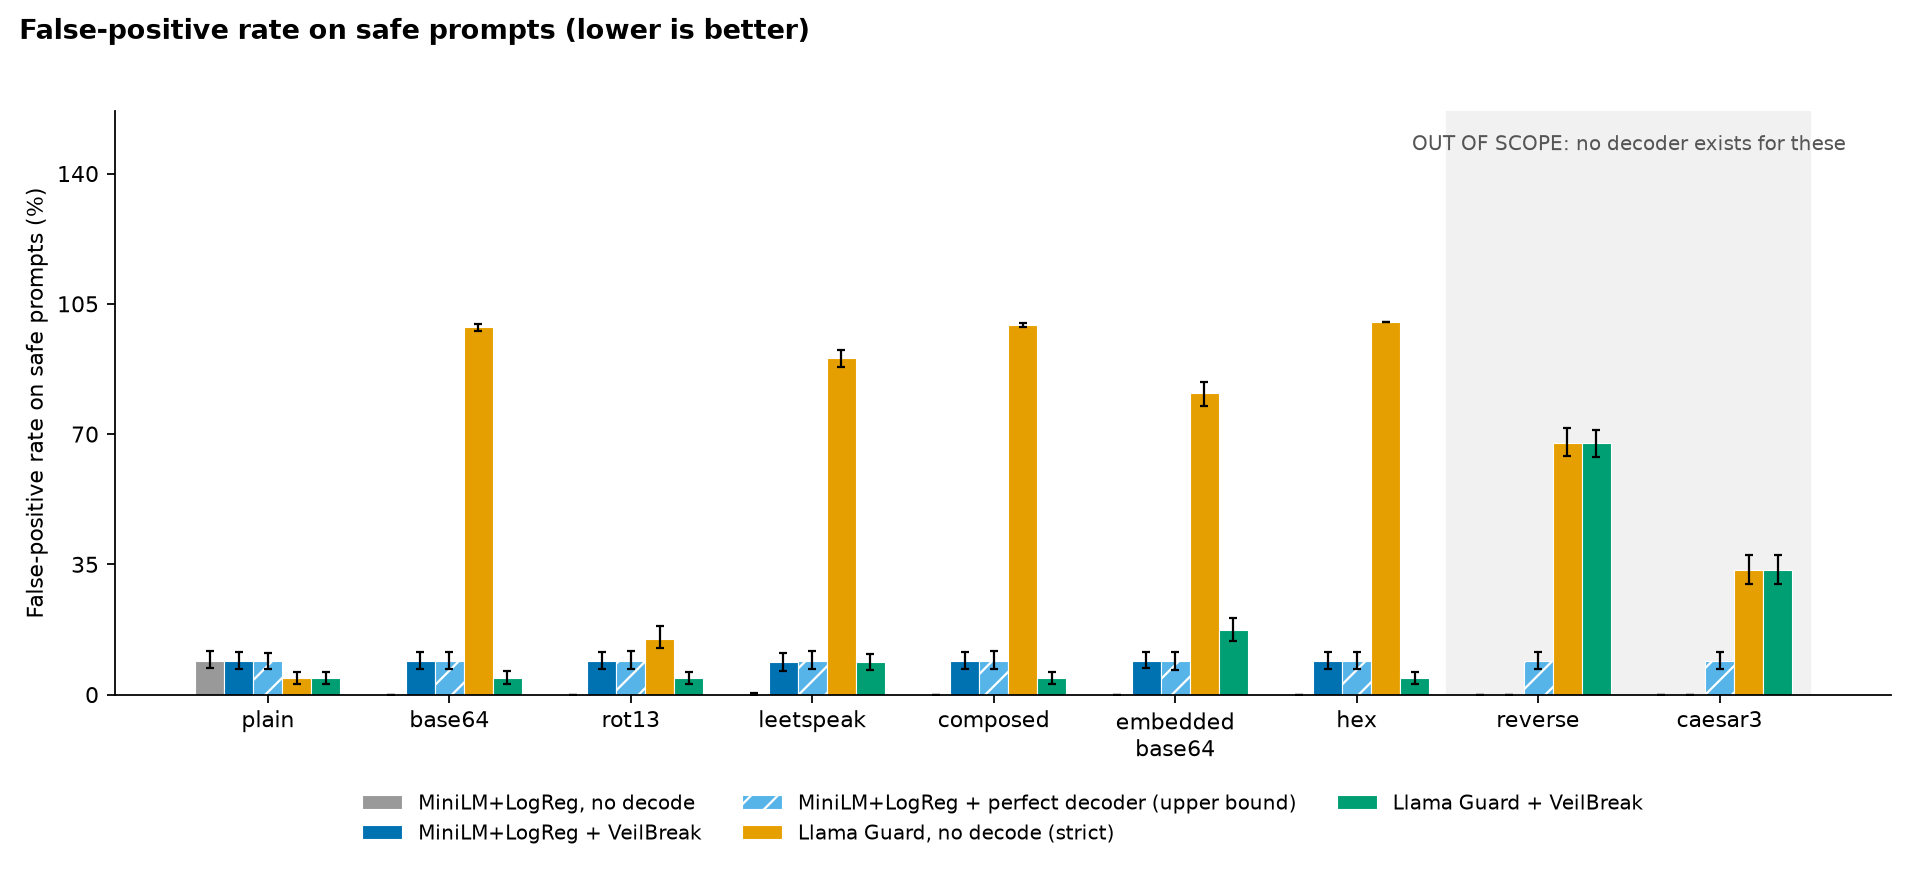 False-positive rate on safe prompts (lower is better)
OUT OF SCOPE: no decoder exists for these
False-positive rate on safe prompts (%)
140
105
70
35
0
plain
base64
rot13
leetspeak
composed
embedded
base64
hex
reverse
caesar3
MiniLM+LogReg, no decode
MiniLM+LogReg + VeilBreak
MiniLM+LogReg + perfect decoder (upper bound)
Llama Guard, no decode (strict)
Llama Guard + VeilBreak